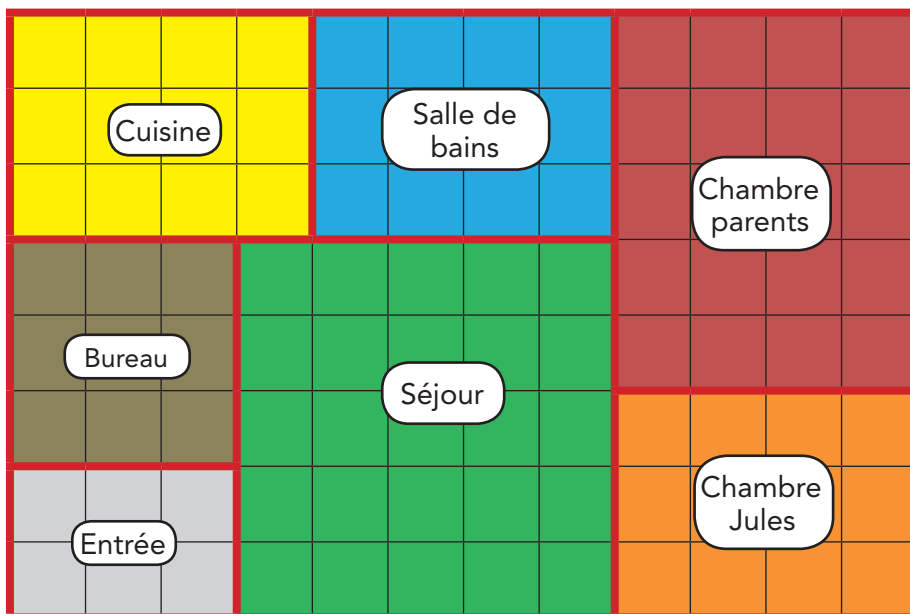 Cuisine
Salle de
bains
Chambre
parents
Bureau
Séjour
Entrée
Chambre
Jules